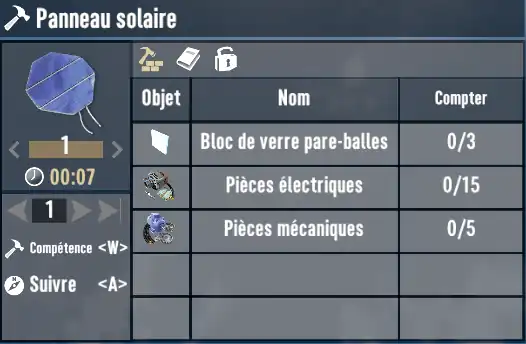 Panneau solaire
1
00:07
1
Compétence <W>
Suivre <A>
Objet Nom Compter
Bloc de verre pare-balles 0/3
Pièces électriques 0/15
Pièces mécaniques 0/5